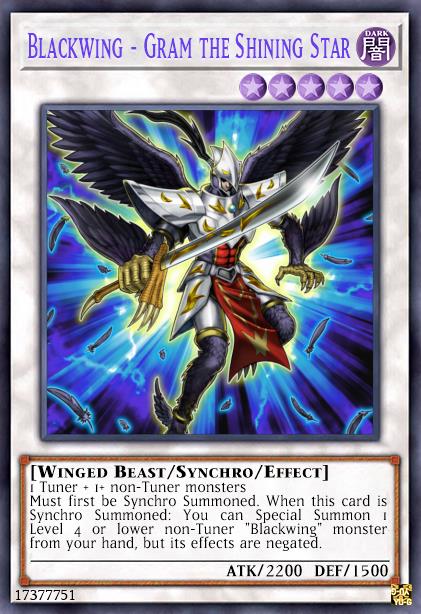 Blackwing - Gram the Shining Star
DARK
闇
[Winged Beast/Synchro/Effect]
1 Tuner + 1+ non-Tuner monsters
Must first be Synchro Summoned. When this card is
Synchro Summoned: You can Special Summon 1
Level 4 or lower non-Tuner "Blackwing" monster
from your hand, but its effects are negated.
ATK/2200 DEF/1500
17377751